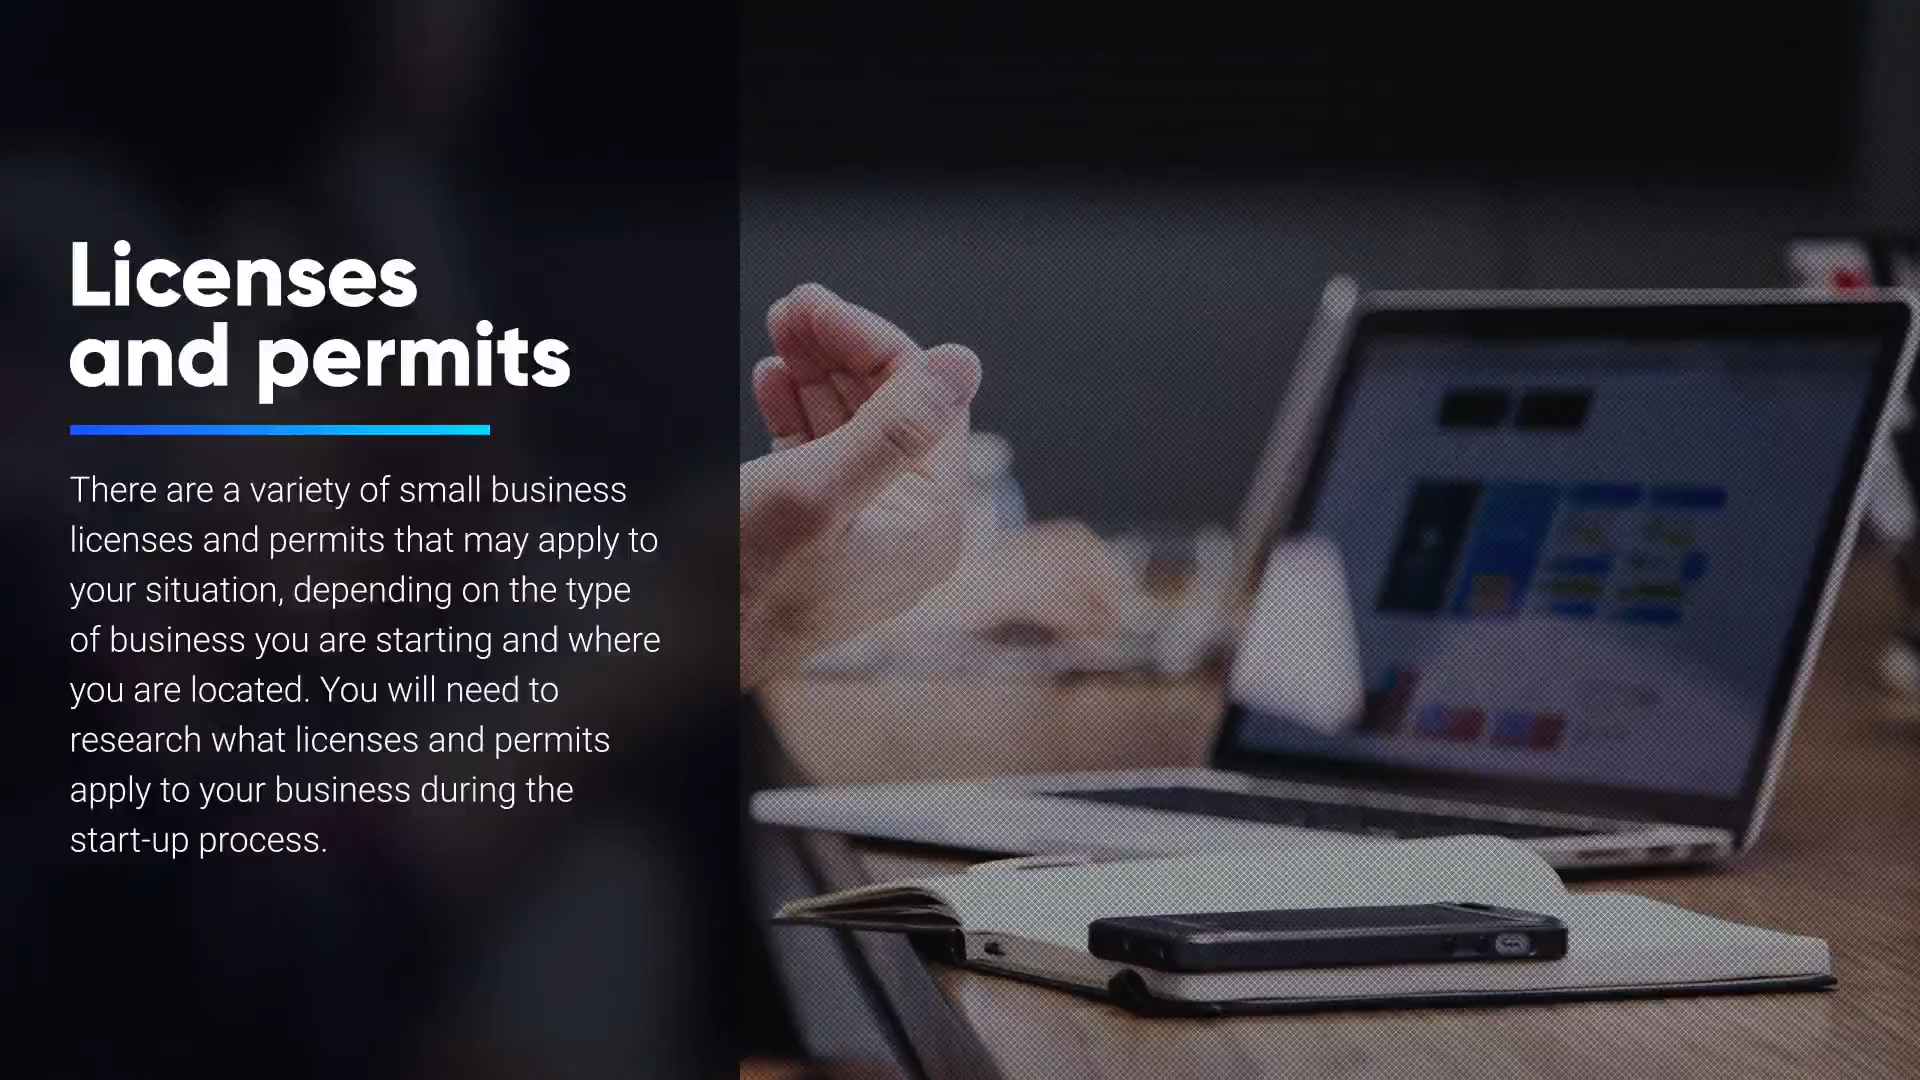 Licenses
and permits
There are a variety of small business
licenses and permits that may apply to
your situation, depending on the type
of business you are starting and where
you are located. You will need to
research what licenses and permits
apply to your business during the
start-up process.